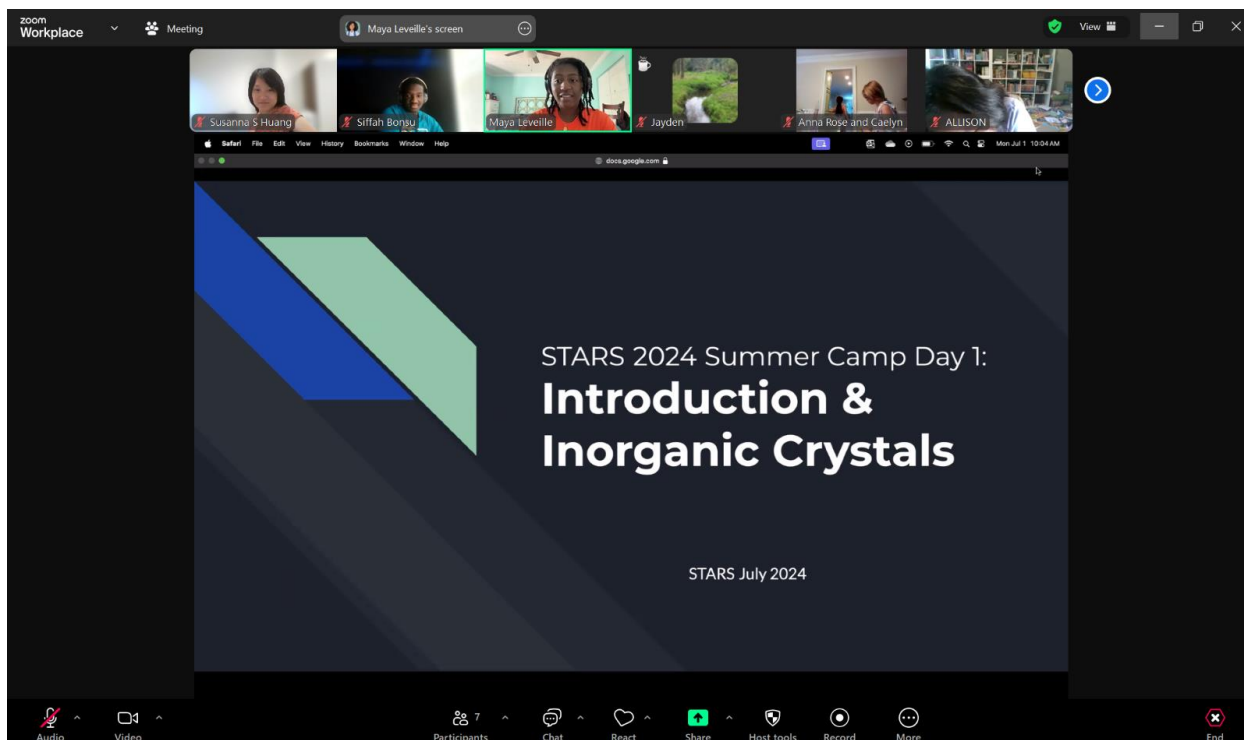 zoom
Workplace
Meeting
Maya Leveille's screen
View
Susanna S Huang
Siffah Bonsu
Maya Leveille
Jayden
Anna Rose and Caelyn
ALLISON
Safari File Edit View History Bookmarks Window Help
Mon Jul 1 10:04 AM
docs.google.com
STARS 2024 Summer Camp Day 1:
Introduction &
Inorganic Crystals
STARS July 2024
7
Audio
Video
Participants
Chat
React
Share
Host tools
Record
More
End